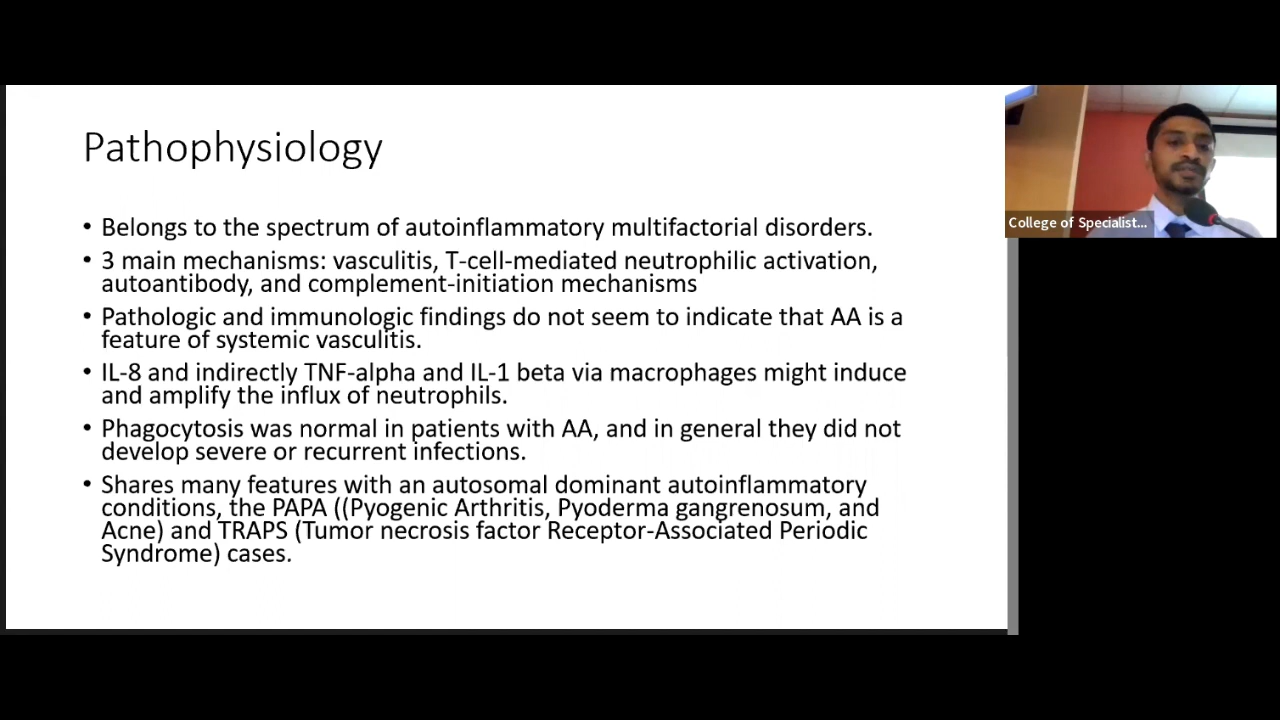 Pathophysiology
• Belongs to the spectrum of autoinflammatory multifactorial disorders.
• 3 main mechanisms: vasculitis, T-cell-mediated neutrophilic activation,
autoantibody, and complement-initiation mechanisms
• Pathologic and immunologic findings do not seem to indicate that AA is a
feature of systemic vasculitis.
• IL-8 and indirectly TNF-alpha and IL-1 beta via macrophages might induce
and amplify the influx of neutrophils.
• Phagocytosis was normal in patients with AA, and in general they did not
develop severe or recurrent infections.
• Shares many features with an autosomal dominant autoinflammatory
conditions, the PAPA ((Pyogenic Arthritis, Pyoderma gangrenosum, and
Acne) and TRAPS (Tumor necrosis factor Receptor-Associated Periodic
Syndrome) cases.
College of Specialist...